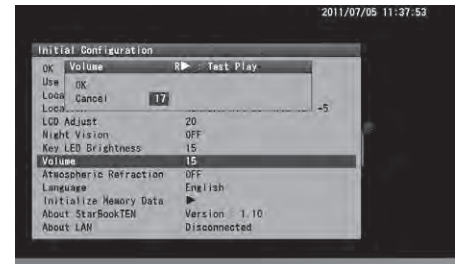 2011/07/05 11:37:53
Initial Configuration
OK Volume R▶ : Test Play
Use OK
Loca Cancel 17
Loca -5
LCD Adjust 20
Night Vision OFF
Key LED Brightness 15
Volume 15
Atmospheric Refraction OFF
Language English
Initialize Memory Data ▶
About StarBookTEN Version 1.10
About LAN Disconnected